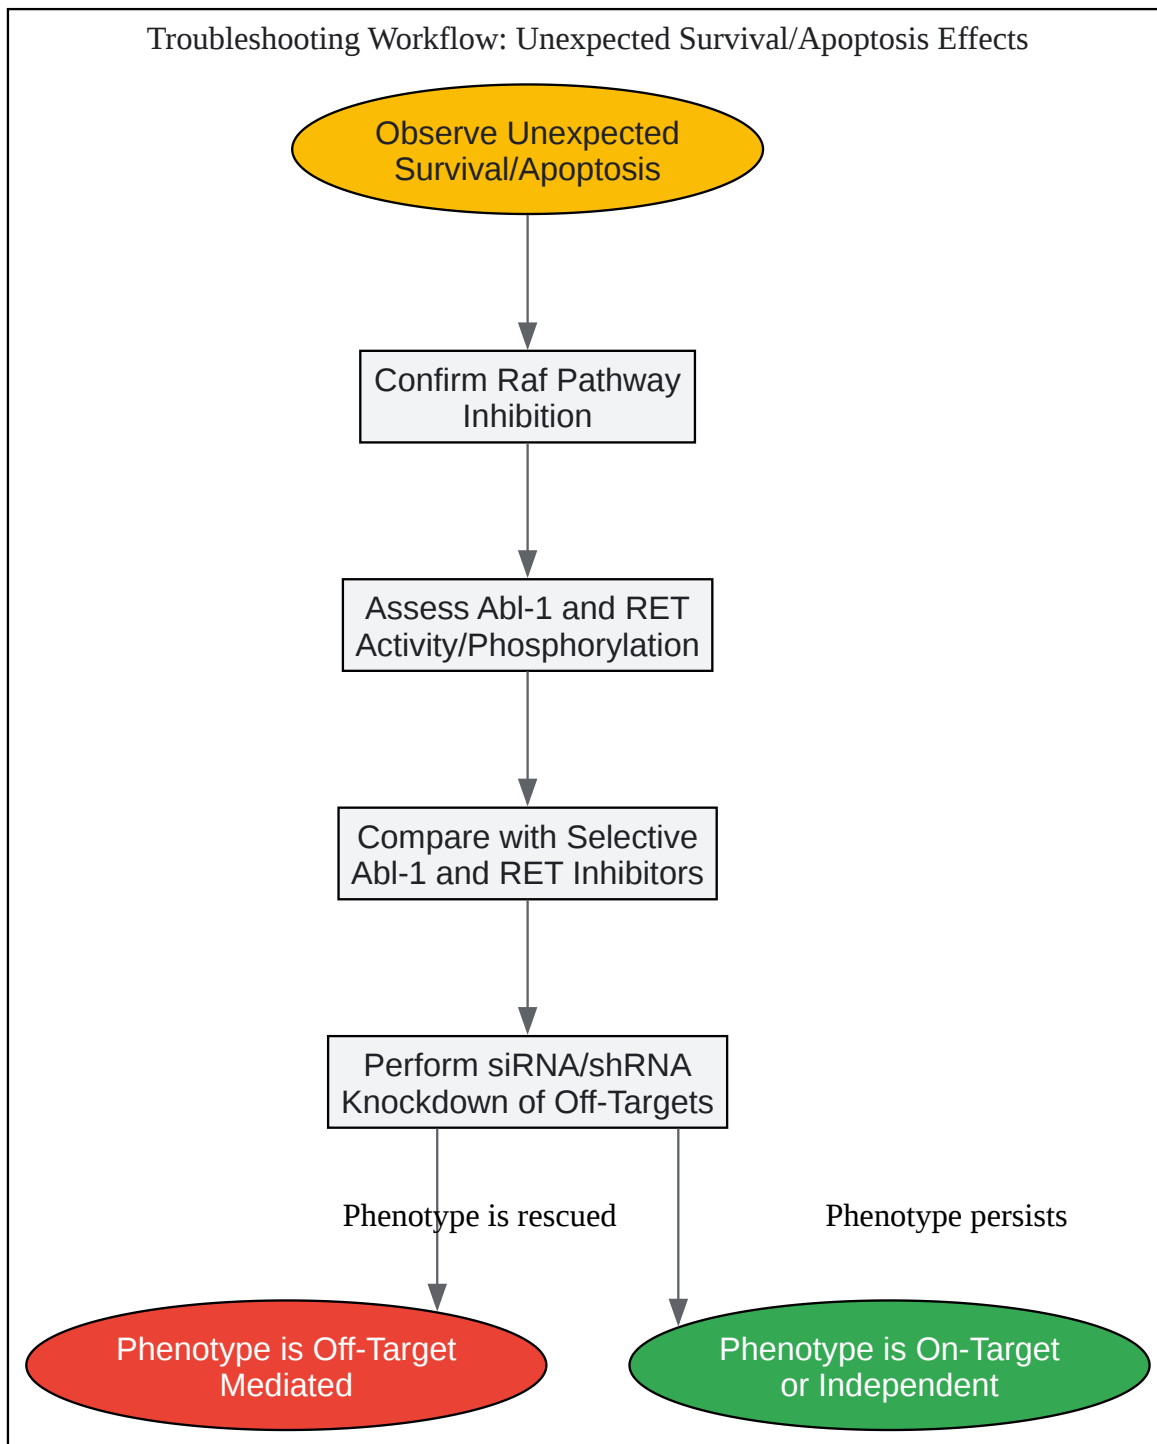 Troubleshooting Workflow: Unexpected Survival/Apoptosis Effects
Observe Unexpected
Survival/Apoptosis
Confirm Raf Pathway
Inhibition
Assess Abl-1 and RET
Activity/Phosphorylation
Compare with Selective
Abl-1 and RET Inhibitors
Perform siRNA/shRNA
Knockdown of Off-Targets
Phenotype is rescued
Phenotype persists
Phenotype is Off-Target
Mediated
Phenotype is On-Target
or Independent